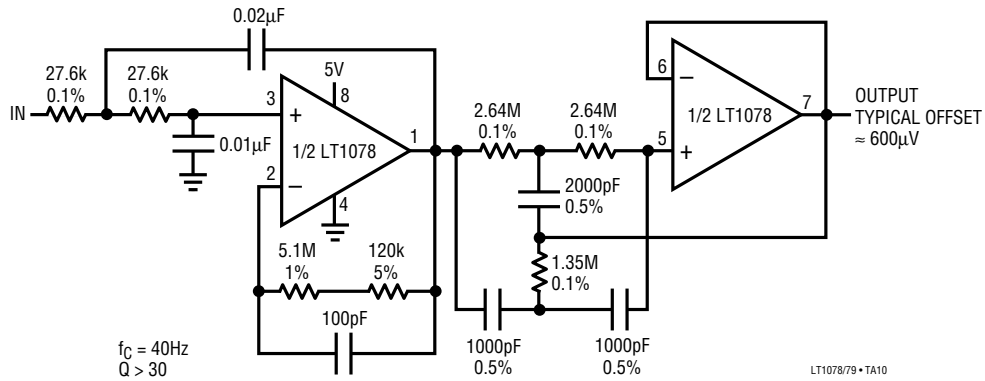 0.02µF
27.6k
0.1%
27.6k
0.1%
IN
0.01µF
3
+
2
−
5V
8
1/2 LT1078
1
4
5.1M
1%
120k
5%
100pF
2.64M
0.1%
2.64M
0.1%
2000pF
0.5%
1.35M
0.1%
1000pF
0.5%
1000pF
0.5%
6
−
5
+
1/2 LT1078
7
OUTPUT
TYPICAL OFFSET
≈ 600µV
fC = 40Hz
Q > 30
LT1078/79 • TA10